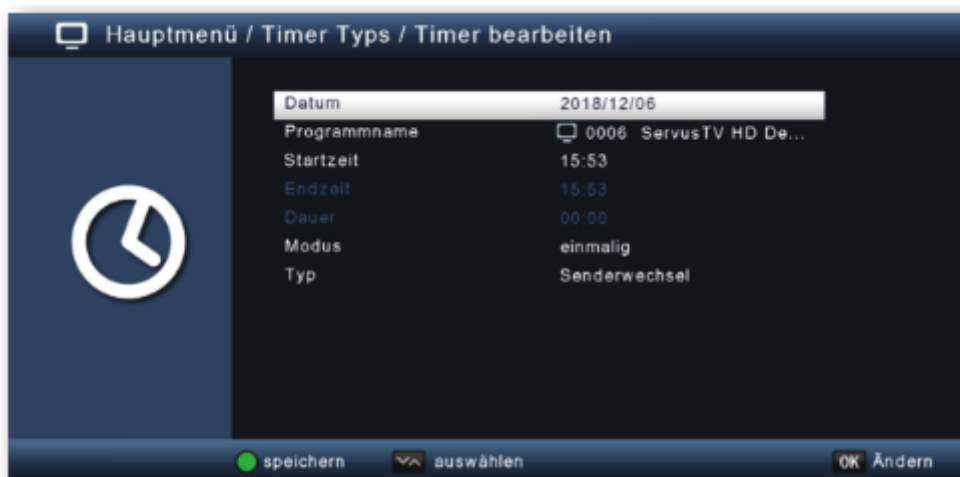 Hauptmenü / Timer Typs / Timer bearbeiten
Datum 2018/12/06
Programmname 0006 ServusTV HD De...
Startzeit 15:53
Endzeit 15:53
Dauer 00:00
Modus einmalig
Typ Senderwechsel
speichern auswählen OK Ändern